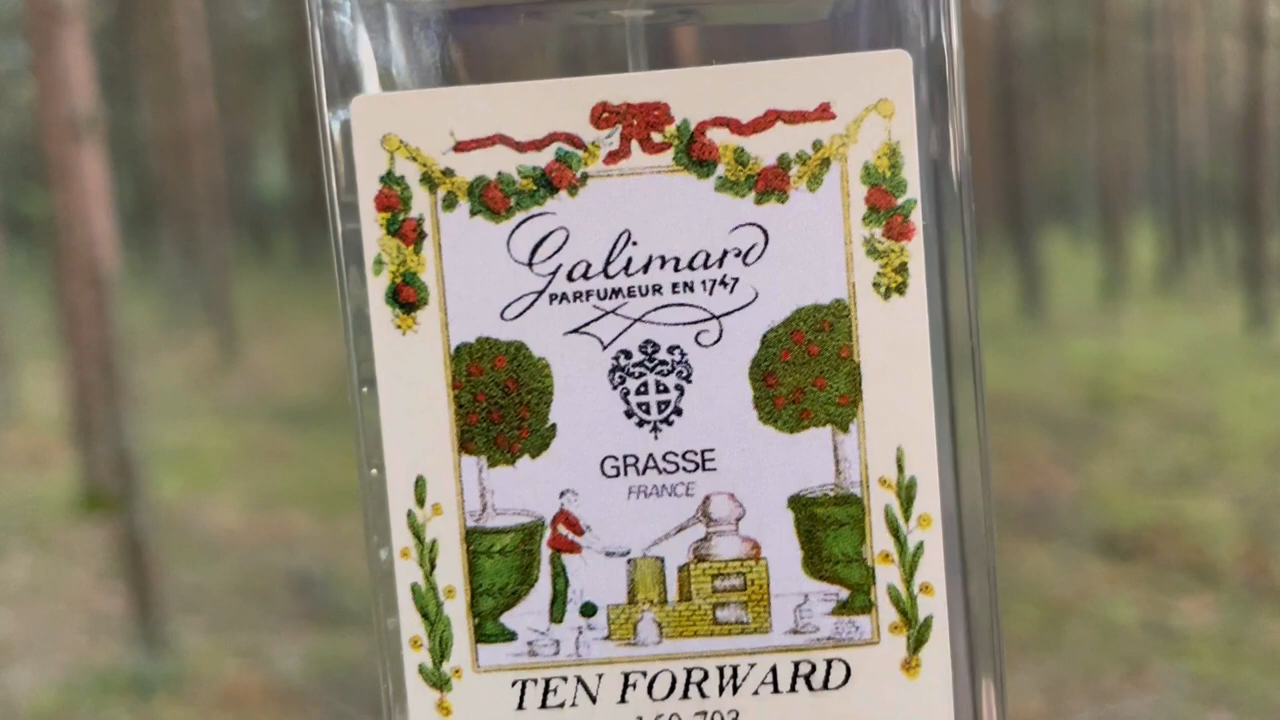 Galimard
PARFUMEUR EN 1747
GRASSE
FRANCE
TEN FORWARD